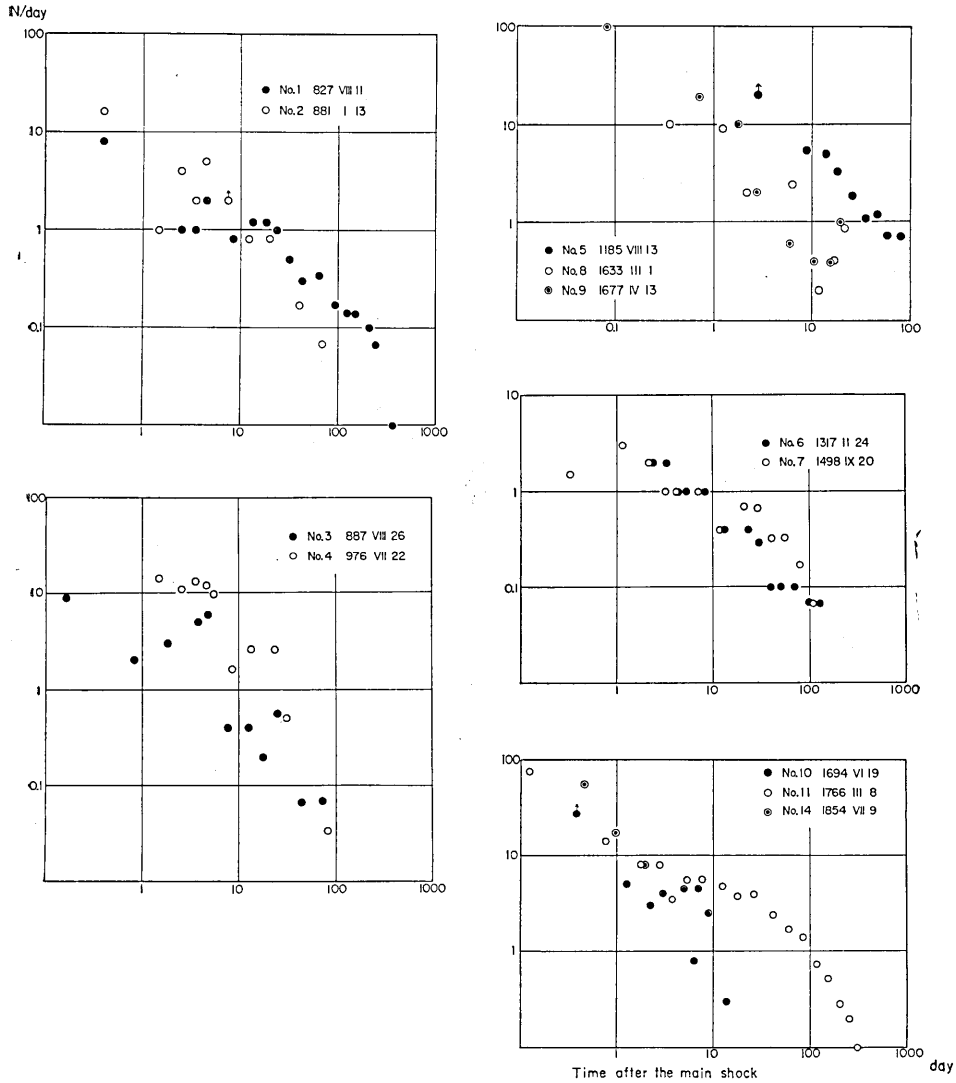 N/day
100
10
1
0.1
1
10
100
1000
● No.1 827 VIII 11
○ No.2 881 I 13
100
10
1
0.1
1
10
100
1000
● No.3 887 VIII 26
○ No.4 976 VII 22
100
10
1
0.1
1
10
100
● No.5 1185 VIII 13
○ No.8 1633 III 1
◉ No.9 1677 IV 13
10
1
0.1
1
10
100
1000
● No.6 1317 II 24
○ No.7 1498 IX 20
100
10
1
1
10
100
1000
● No.10 1694 VI 19
○ No.11 1766 III 8
◉ No.14 1854 VII 9
Time after the main shock
day